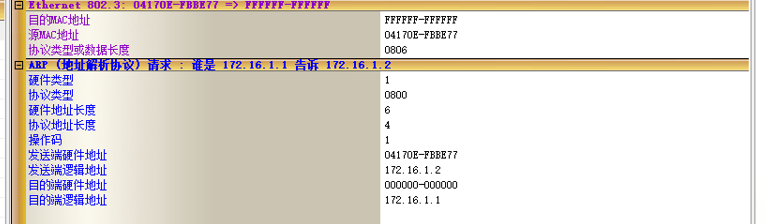 Ethernet 802.3: 04170E-FBBE77 => FFFFFF-FFFFFF
目的MAC地址 FFFFFF-FFFFFF
源MAC地址 04170E-FBBE77
协议类型或数据长度 0806
ARP (地址解析协议) 请求 : 谁是 172.16.1.1 告诉 172.16.1.2
硬件类型 1
协议类型 0800
硬件地址长度 6
协议地址长度 4
操作码 1
发送端硬件地址 04170E-FBBE77
发送端逻辑地址 172.16.1.2
目的端硬件地址 000000-000000
目的端逻辑地址 172.16.1.1